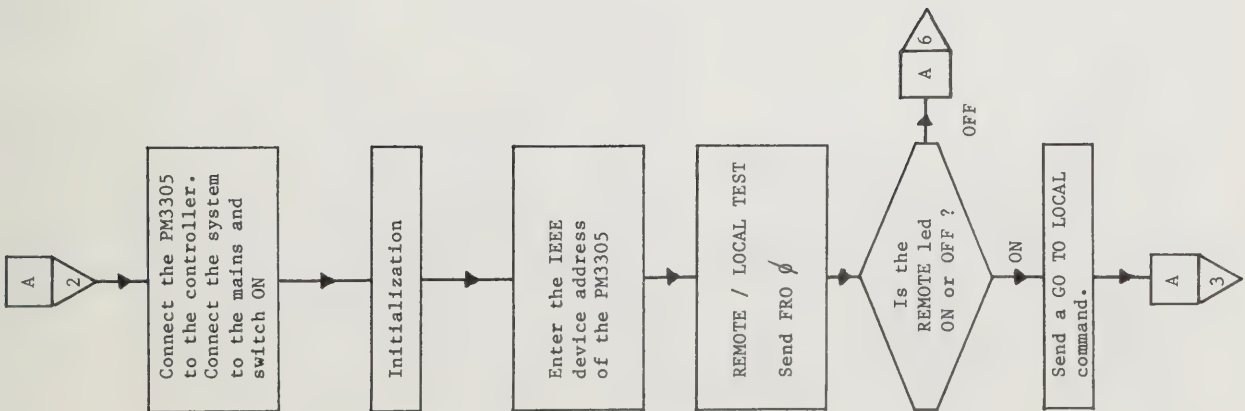 A
2
Connect the PM3305
to the controller.
Connect the system
to the mains and
switch ON
Initialization
Enter the IEEE
device address
of the PM3305
REMOTE / LOCAL TEST
Send FRO Ø
Is the
REMOTE led
ON or OFF ?
OFF
A
6
ON
Send a GO TO LOCAL
command.
A
3